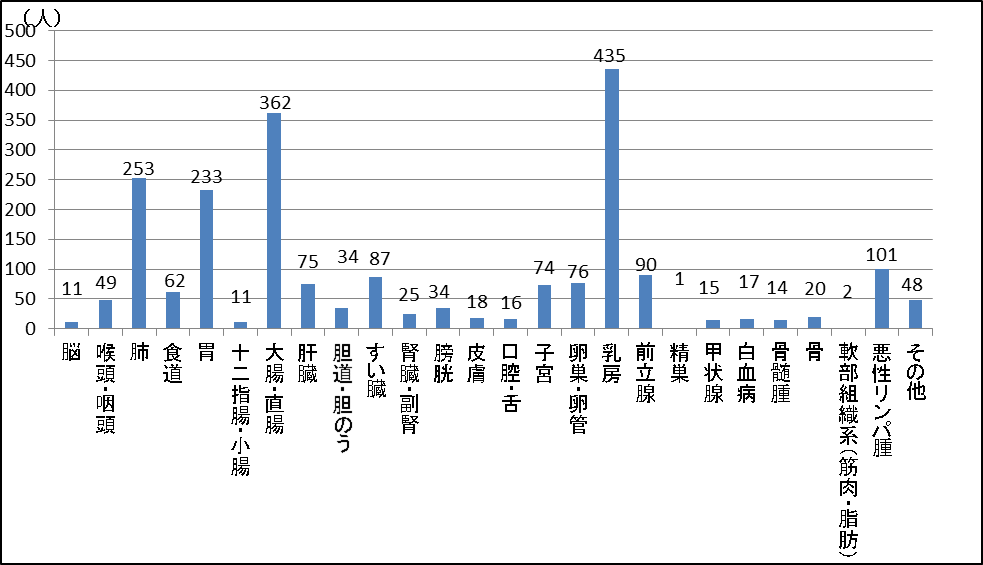 (人)
500
450
400
350
300
250
200
150
100
50
0
11
49
253
62
233
11
362
75
34
87
25
34
18
16
74
76
435
90
1
15
17
14
20
2
101
48
脳
喉頭・咽頭
肺
食道
胃
十二指腸・小腸
大腸・直腸
肝臓
胆道・胆のう
すい臓
腎臓・副腎
膀胱
皮膚
口腔・舌
子宮
卵巣・卵管
乳房
前立腺
精巣
甲状腺
白血病
骨髄腫
骨
軟部組織系(筋肉・脂肪)
悪性リンパ腫
その他